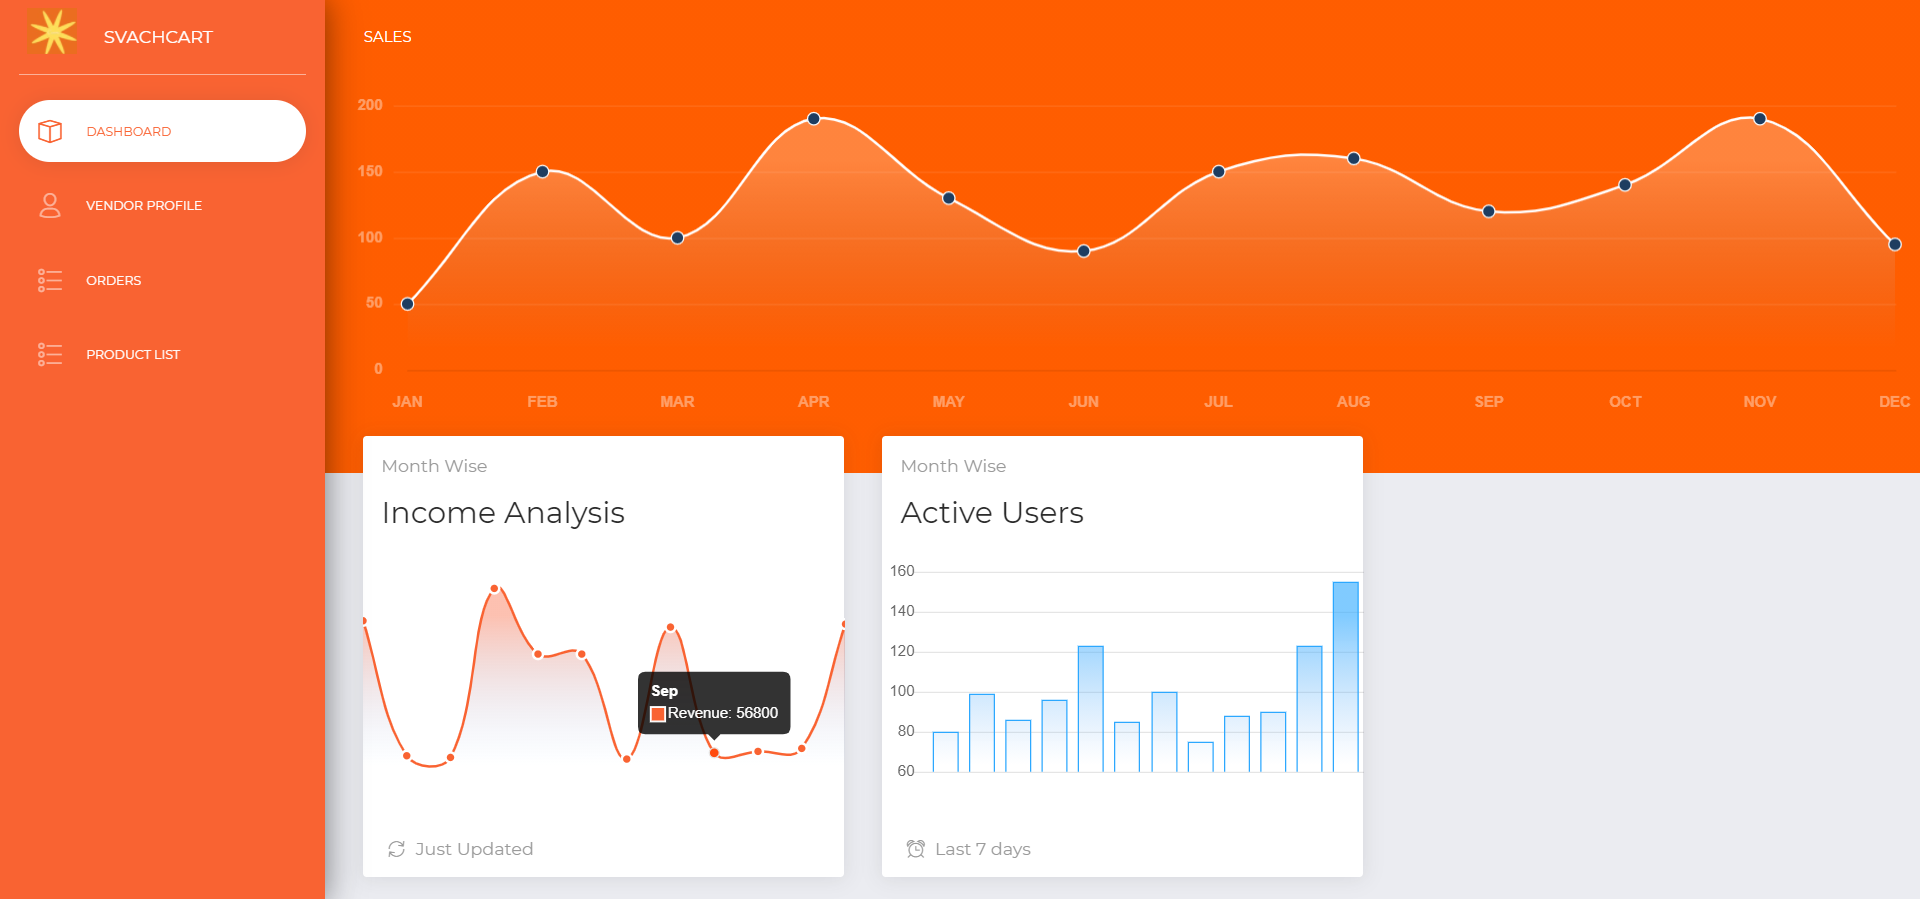 SVACHCART
DASHBOARD
VENDOR PROFILE
ORDERS
PRODUCT LIST
SALES
200
150
100
50
0
JAN FEB MAR APR MAY JUN JUL AUG SEP OCT NOV DEC
Month Wise
Income Analysis
Sep
Revenue: 56800
Just Updated
Month Wise
Active Users
160
140
120
100
80
60
Last 7 days